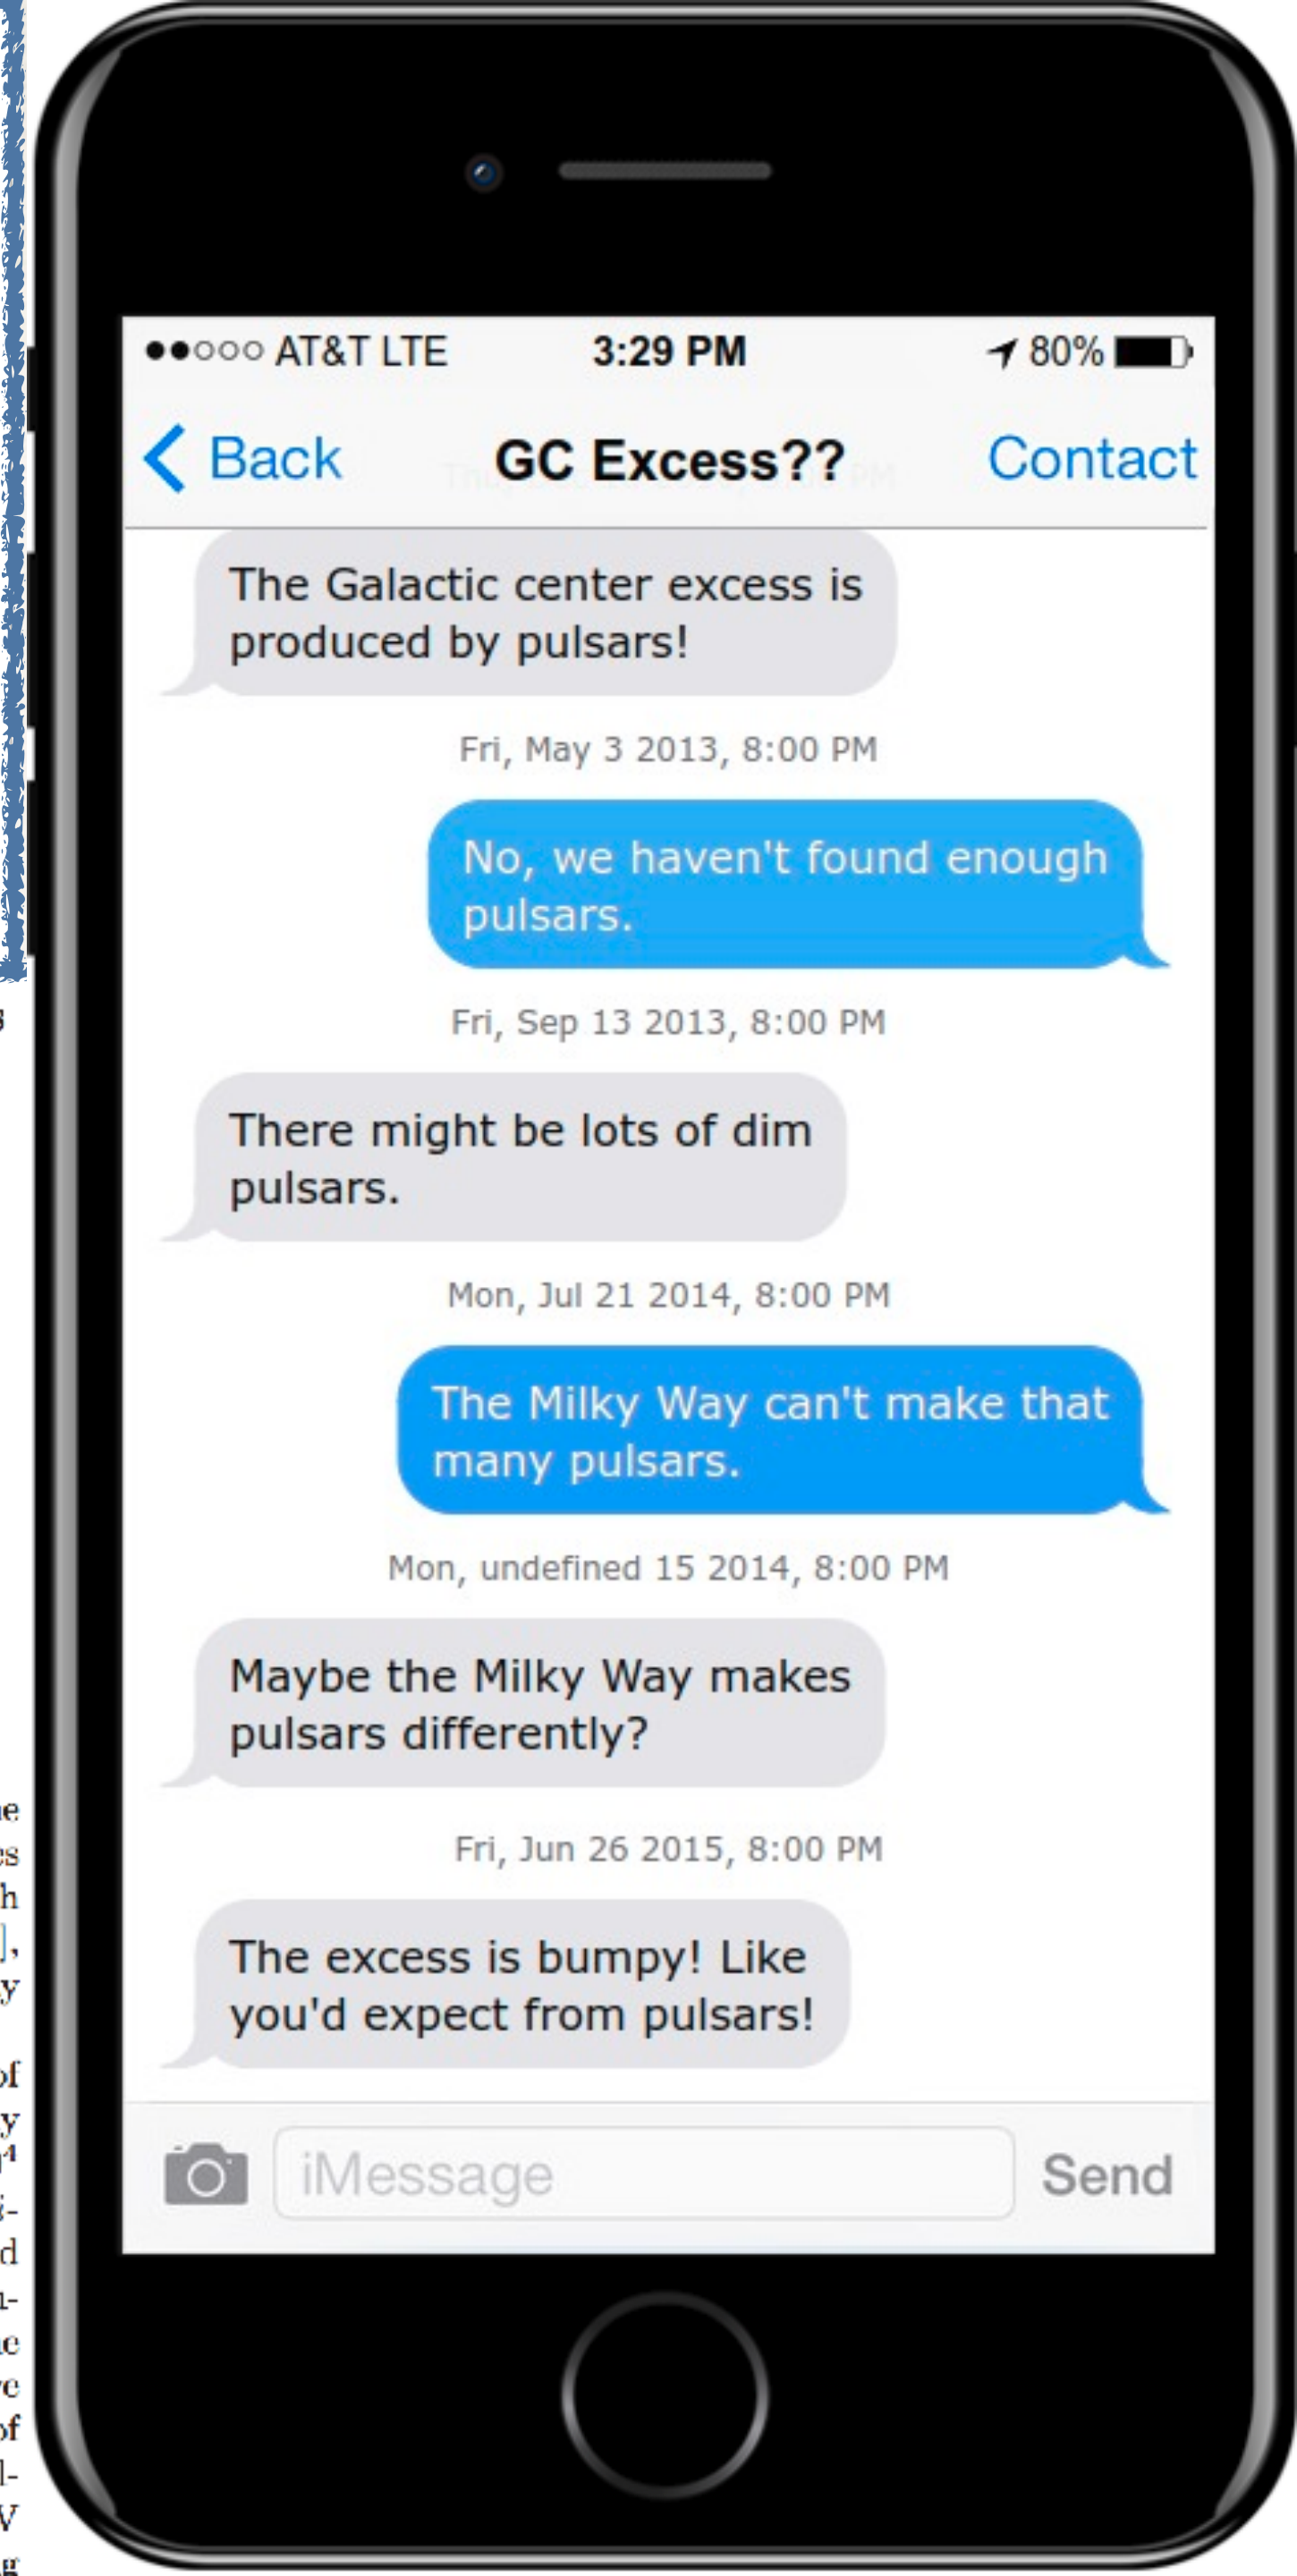 AT&T LTE 3:29 PM 80%
Back GC Excess?? Contact
The Galactic center excess is
produced by pulsars!
Fri, May 3 2013, 8:00 PM
No, we haven't found enough
pulsars.
Fri, Sep 13 2013, 8:00 PM
There might be lots of dim
pulsars.
Mon, Jul 21 2014, 8:00 PM
The Milky Way can't make that
many pulsars.
Mon, undefined 15 2014, 8:00 PM
Maybe the Milky Way makes
pulsars differently?
Fri, Jun 26 2015, 8:00 PM
The excess is bumpy! Like
you'd expect from pulsars!
iMessage Send